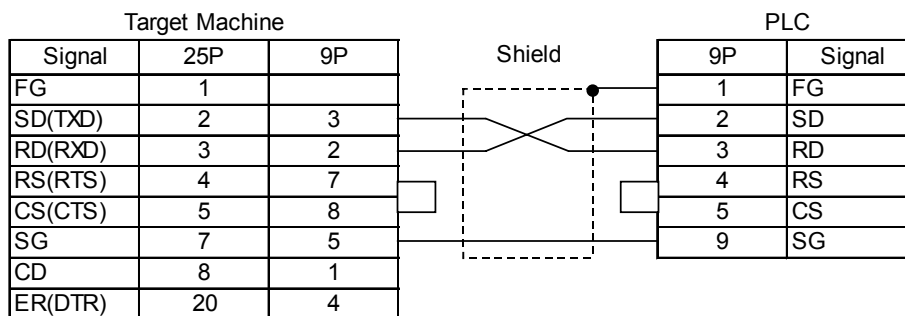 Target Machine
Shield
PLC
Signal 25P 9P
9P Signal
FG 1
1 FG
SD(TXD) 2 3
2 SD
RD(RXD) 3 2
3 RD
RS(RTS) 4 7
4 RS
CS(CTS) 5 8
5 CS
SG 7 5
9 SG
CD 8 1
ER(DTR) 20 4